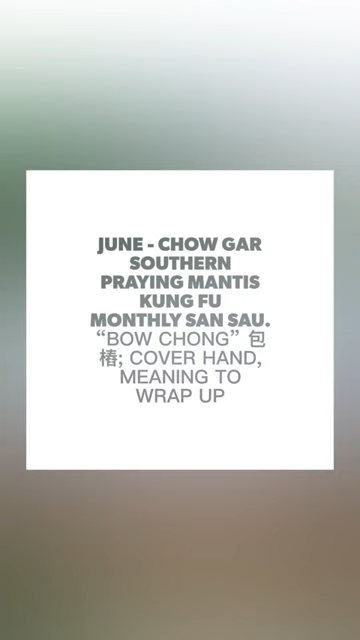 JUNE - CHOW GAR
SOUTHERN
PRAYING MANTIS
KUNG FU
MONTHLY SAN SAU.
“BOW CHONG” 包
樁; COVER HAND,
MEANING TO
WRAP UP